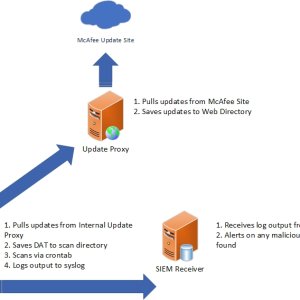 McAfee Update Site
1. Pulls updates from McAfee Site
2. Saves updates to Web Directory
Update Proxy
1. Pulls updates from Internal Update
Proxy
2. Saves DAT to scan directory
3. Scans via crontab
4. Logs output to syslog
1. Receives log output
2. Alerts on any malicious
found
SIEM Receiver